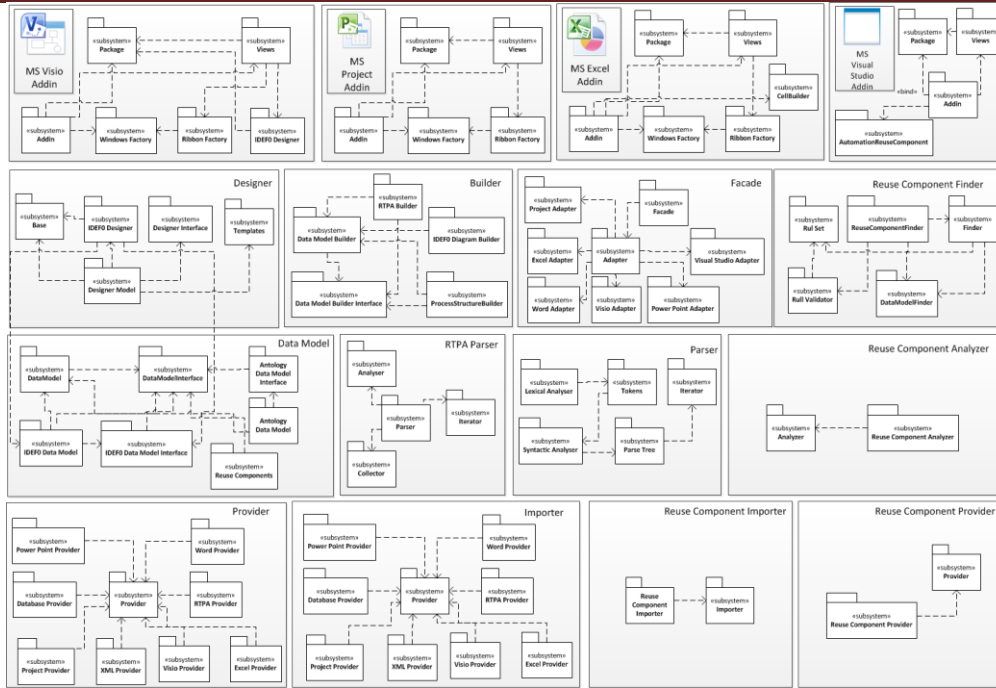 MS Visio
Addin
«subsystem»
Package
«subsystem»
Views
«subsystem»
Addin
«subsystem»
Windows Factory
«subsystem»
Ribbon Factory
«subsystem»
IDEF0 Designer
MS
Project
Addin
«subsystem»
Package
«subsystem»
Views
«subsystem»
Addin
«subsystem»
Windows Factory
«subsystem»
Ribbon Factory
MS Excel
Addin
«subsystem»
Package
«subsystem»
Views
«subsystem»
CellBuilder
«subsystem»
Addin
«subsystem»
Windows Factory
«subsystem»
Ribbon Factory
MS
Visual
Studio
Addin
«subsystem»
Package
«subsystem»
Views
«bind»
«subsystem»
Addin
«subsystem»
AutomationReuseComponent
Designer
«subsystem»
Base
«subsystem»
IDEF0 Designer
«subsystem»
Designer Interface
«subsystem»
Templates
«subsystem»
Designer Model
Builder
«subsystem»
RTPA Builder
«subsystem»
Data Model Builder
«subsystem»
IDEF0 Diagram Builder
«subsystem»
Data Model Builder Interface
«subsystem»
ProcessStructureBuilder
Facade
«subsystem»
Project Adapter
«subsystem»
Facade
«subsystem»
Excel Adapter
«subsystem»
Adapter
«subsystem»
Visual Studio Adapter
«subsystem»
Word Adapter
«subsystem»
Visio Adapter
«subsystem»
Power Point Adapter
Reuse Component Finder
«subsystem»
Rul Set
«subsystem»
ReuseComponentFinder
«subsystem»
Finder
«subsystem»
Rull Validator
«subsystem»
DataModelFinder
Data Model
«subsystem»
DataModel
«subsystem»
DataModelInterface
Antology
Data Model
Interface
Antology
Data Model
«subsystem»
IDEF0 Data Model
«subsystem»
IDEF0 Data Model Interface
«subsystem»
Reuse Components
RTPA Parser
«subsystem»
Analyser
«subsystem»
Parser
«subsystem»
Iterator
«subsystem»
Collector
Parser
«subsystem»
Lexical Analyser
«subsystem»
Tokens
«subsystem»
Iterator
«subsystem»
Syntactic Analyser
«subsystem»
Parse Tree
Reuse Component Analyzer
«subsystem»
Analyzer
«subsystem»
Reuse Component Analyzer
Provider
«subsystem»
Power Point Provider
«subsystem»
Word Provider
«subsystem»
Database Provider
«subsystem»
Provider
«subsystem»
RTPA Provider
«subsystem»
Project Provider
«subsystem»
XML Provider
«subsystem»
Visio Provider
«subsystem»
Excel Provider
Importer
«subsystem»
Power Point Provider
«subsystem»
Word Provider
«subsystem»
Database Provider
«subsystem»
Provider
«subsystem»
RTPA Provider
«subsystem»
Project Provider
«subsystem»
XML Provider
«subsystem»
Visio Provider
«subsystem»
Excel Provider
Reuse Component Importer
Reuse
Component
Importer
«subsystem»
Importer
Reuse Component Provider
«subsystem»
Provider
«subsystem»
Reuse Component Provider